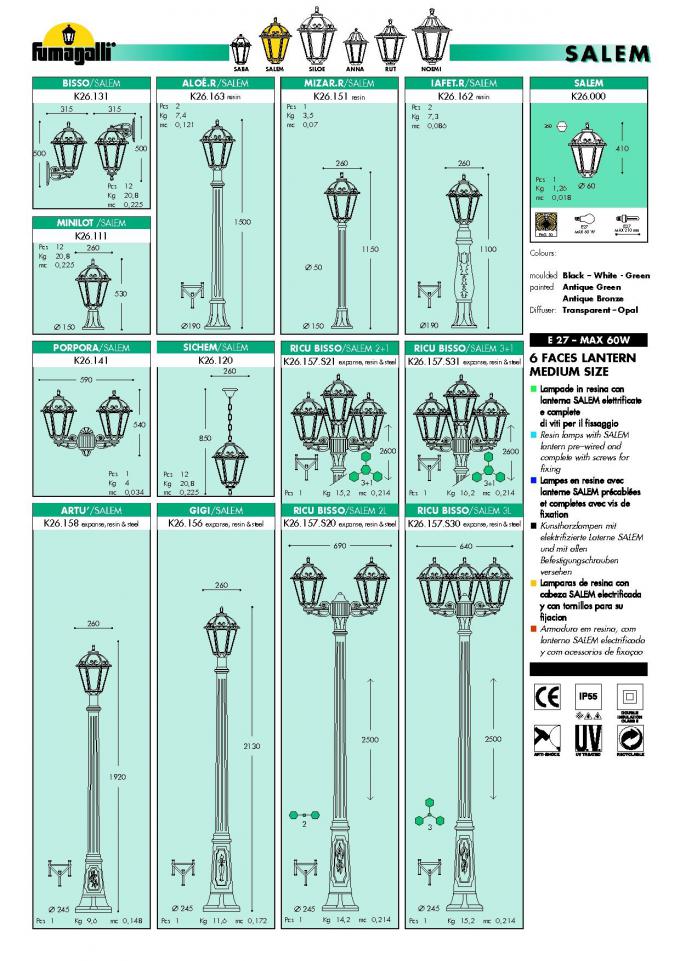 fumagalli
SABA
SALEM
SILOE
ANNA
RUT
NOEMI
SALEM
BISSO/SALEM
K26.131
315
315
500
500
Pcs 12
Kg 20,8
mc 0,225
MINILOT /SALEM
K26.111
Pcs 12
Kg 20,8
mc 0,225
260
530
Ø 150
ALOË.R/SALEM
K26.163 resin
Pcs 2
Kg 7,4
mc 0,121
1500
Ø190
MIZAR.R/SALEM
K26.151 resin
Pcs 1
Kg 3,5
mc 0,07
260
1150
Ø 50
Ø 150
IAFET.R/SALEM
K26.162 resin
Pcs 2
Kg 7,3
mc 0,086
260
1100
Ø190
SALEM
K26.000
410
Pcs 1
Kg 1,26
mc 0,018
Ø 60
E27
MAX 60 W
E27
MAX 210 mm
Colours:
moulded Black – White - Green
painted Antique Green
Antique Bronze
Diffuser: Transparent –Opal
E 27 – MAX 60W
6 FACES LANTERN
MEDIUM SIZE
Lampade in resina con
lanterna SALEM elettrificate
e complete
di viti per il fissaggio
Resin lamps with SALEM
lantern pre–wired and
complete with screws for
fixing
Lampes en resine avec
lanterne SALEM précablées
et completes avec vis de
fixation
Kunstharzlampen mit
elektrifizierte Laterne SALEM
und mit allen
Befestigungschrauben
versehen
Lamparas de resina con
cabeza SALEM electrificada
y con tornillos para su
fijacion
Armadura em resina, com
lanterna SALEM electrificada
y com acessorios de fixaçao
CE
IP55
DOUBLE
INSULATION
CLASS II
ANTI-SHOCK
U.V.
UV TREATED
RECYCLABLE
PORPORA/SALEM
K26.141
590
540
Pcs 1
Kg 4
mc 0,034
SICHEM/SALEM
K26.120
260
850
Pcs 12
Kg 20,8
mc 0,225
RICU BISSO/SALEM 2+1
K26.157.S21 expanse, resin & steel
2600
3+1
Pcs 1 Kg 15,2 mc 0,214
RICU BISSO/SALEM 3+1
K26.157.S31 expanse, resin & steel
2600
3+1
Pcs 1 Kg 16,2 mc 0,214
ARTU'/SALEM
K26.158 expanse, resin & steel
260
1920
Ø 245
Pcs 1 Kg 9,6 mc 0,148
GIGI/SALEM
K26.156 expanse, resin & steel
260
2130
Ø 245
Pcs 1 Kg 11,6 mc 0,172
RICU BISSO/SALEM 2L
K26.157.S20 expanse, resin & steel
690
2500
2
Ø 245
Pcs 1 Kg 14,2 mc 0,214
RICU BISSO/SALEM 3L
K26.157.S30 expanse, resin & steel
640
2500
3
Ø 245
Pcs 1 Kg 15,2 mc 0,214